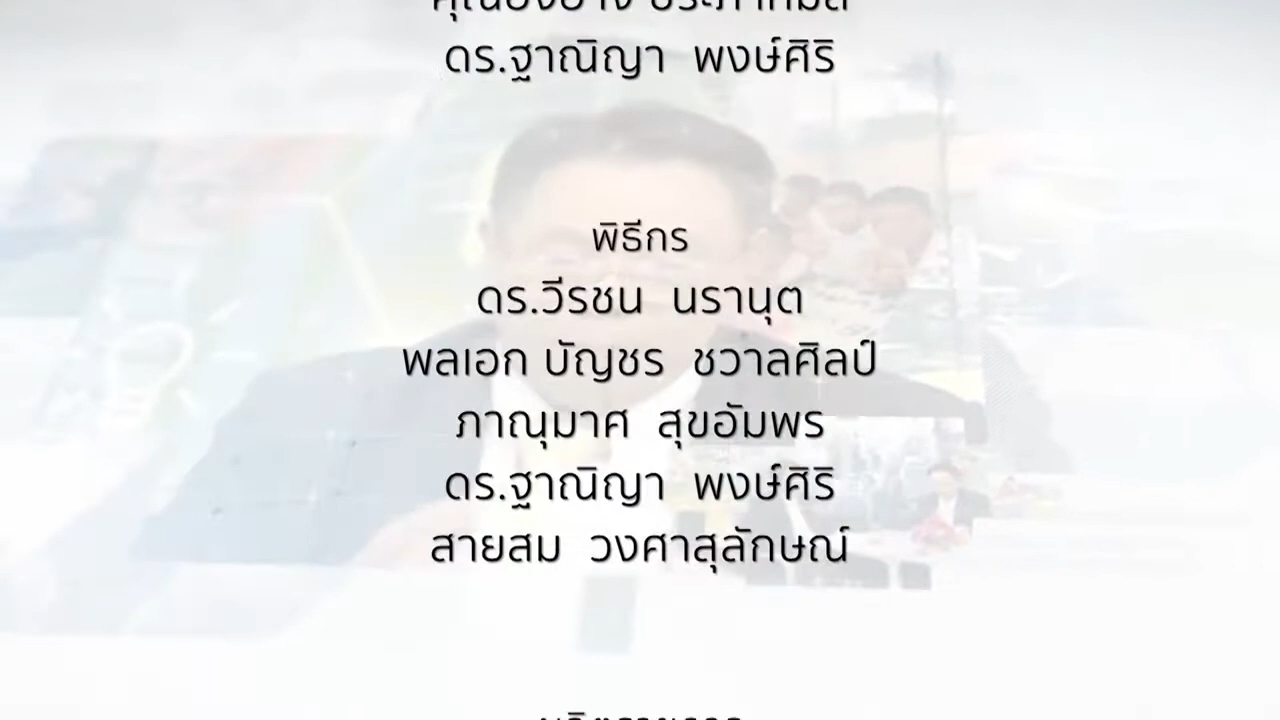 ดร.ฐาณิญา พงษ์ศิริ
พิธีกร
ดร.วีรชน นรานุต
พลเอก บัญชร ชวาลศิลป์
ภาณุมาศ สุขอัมพร
ดร.ฐาณิญา พงษ์ศิริ
สายสม วงศาสุลักษณ์